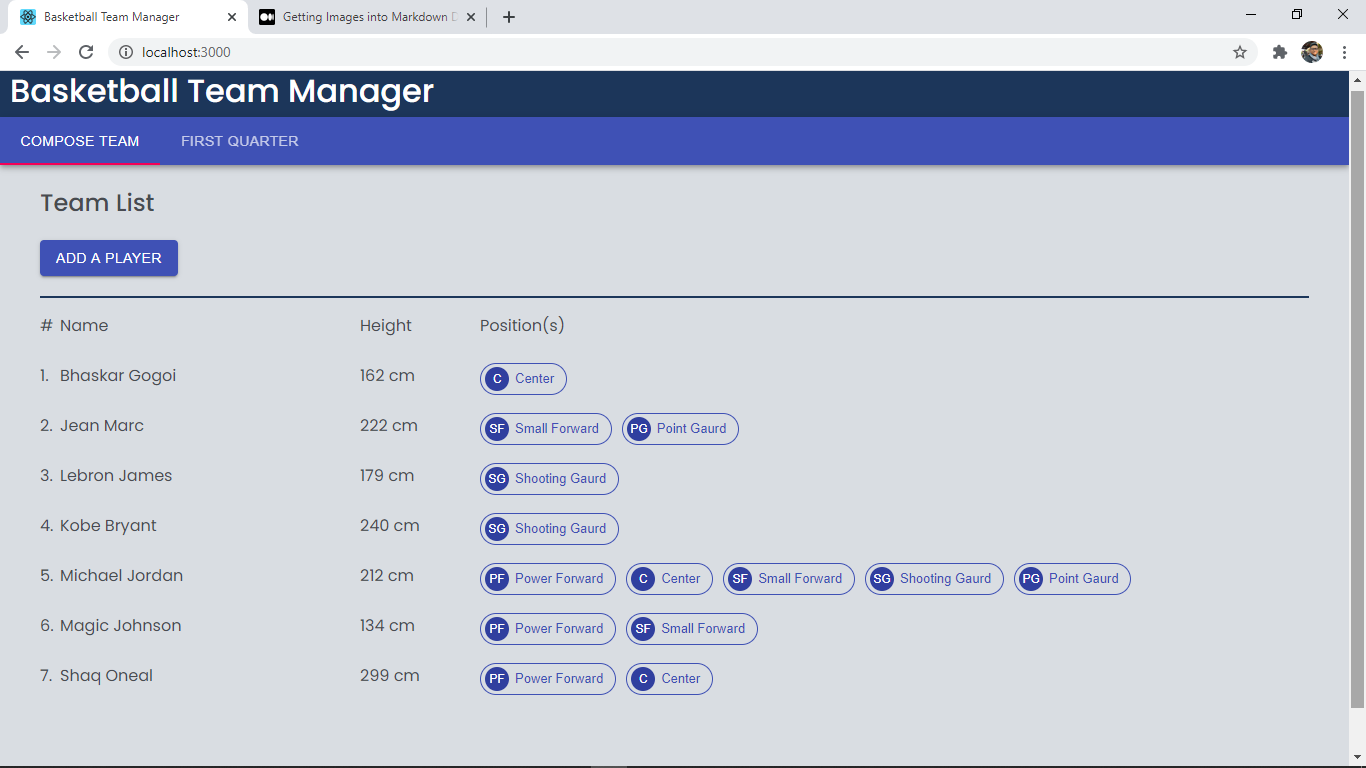 Basketball Team Manager
Getting Images into Markdown D
localhost:3000
Basketball Team Manager
COMPOSE TEAM FIRST QUARTER
Team List
ADD A PLAYER
# Name Height Position(s)
1. Bhaskar Gogoi 162 cm C Center
2. Jean Marc 222 cm SF Small Forward PG Point Gaurd
3. Lebron James 179 cm SG Shooting Gaurd
4. Kobe Bryant 240 cm SG Shooting Gaurd
5. Michael Jordan 212 cm PF Power Forward C Center SF Small Forward SG Shooting Gaurd PG Point Gaurd
6. Magic Johnson 134 cm PF Power Forward SF Small Forward
7. Shaq Oneal 299 cm PF Power Forward C Center